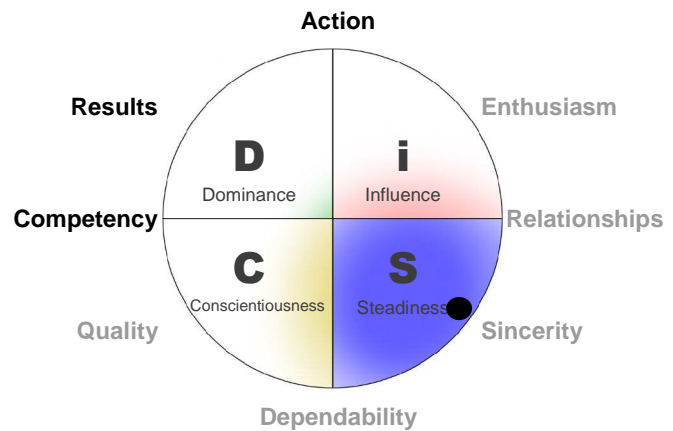 Action
Results
Enthusiasm
D
i
Dominance
Influence
Competency
Relationships
C
S
Conscientiousness
Steadiness
Quality
Sincerity
Dependability